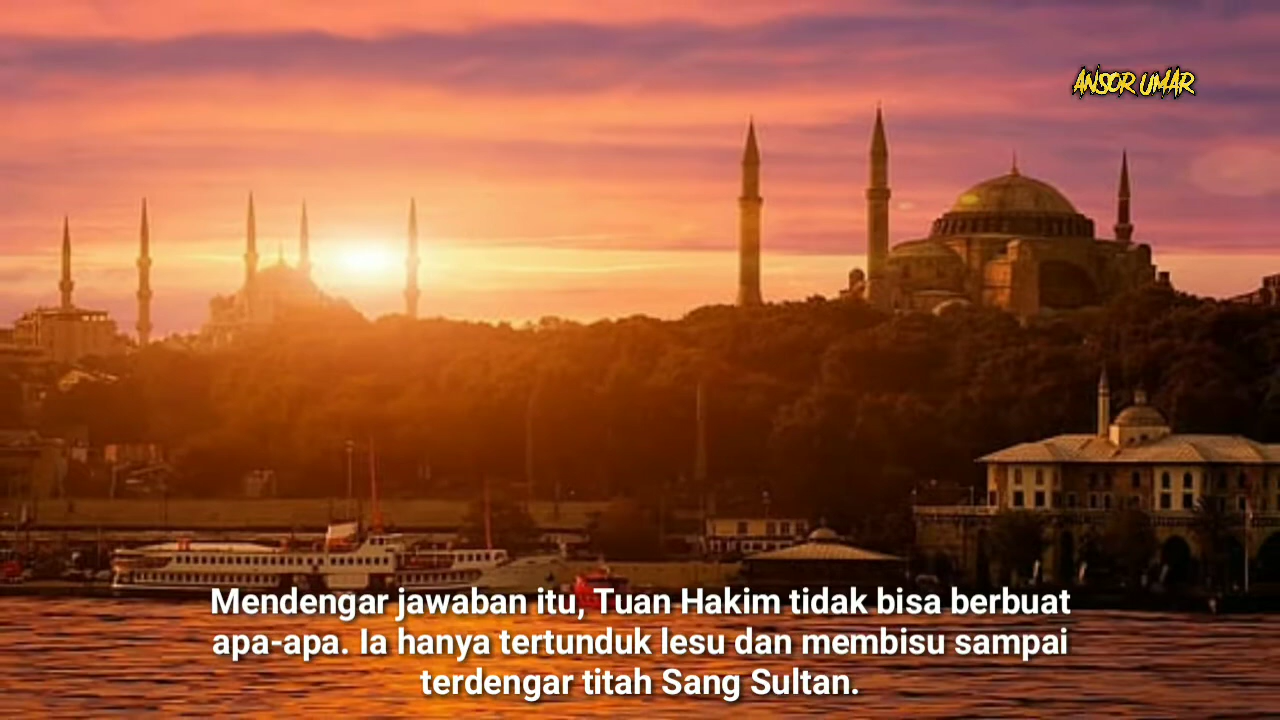 ANSOR UMAR
Mendengar jawaban itu, Tuan Hakim tidak bisa berbuat
apa-apa. Ia hanya tertunduk lesu dan membisu sampai
terdengar titah Sang Sultan.